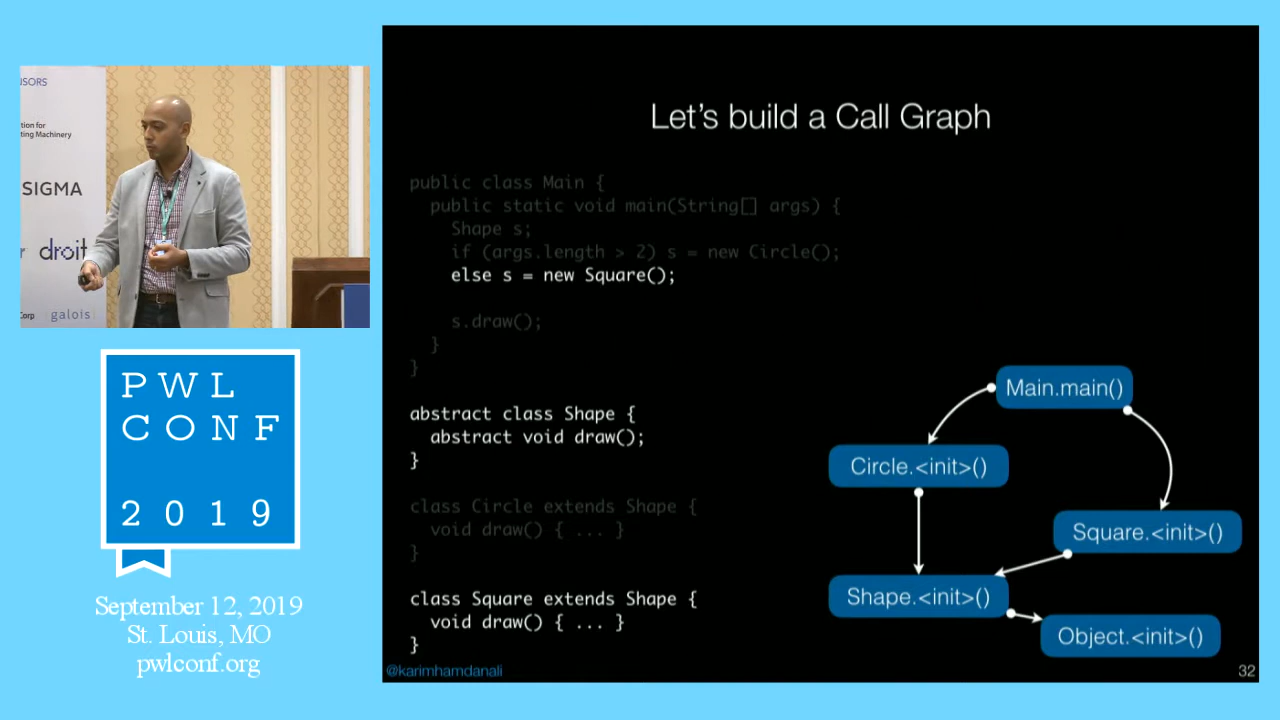 SORS
tion for
ting Machinery
SIGMA
r droit
Corp galois
PWL
CONF
2019
September 12, 2019
St. Louis, MO
pwlconf.org
Let's build a Call Graph
public class Main {
public static void main(String[] args) {
Shape s;
if (args.length > 2) s = new Circle();
else s = new Square();
s.draw();
}
}
abstract class Shape {
abstract void draw();
}
class Circle extends Shape {
void draw() { ... }
}
class Square extends Shape {
void draw() { ... }
}
Main.main()
Circle.<init>()
Square.<init>()
Shape.<init>()
Object.<init>()
@karimhamdanali
32